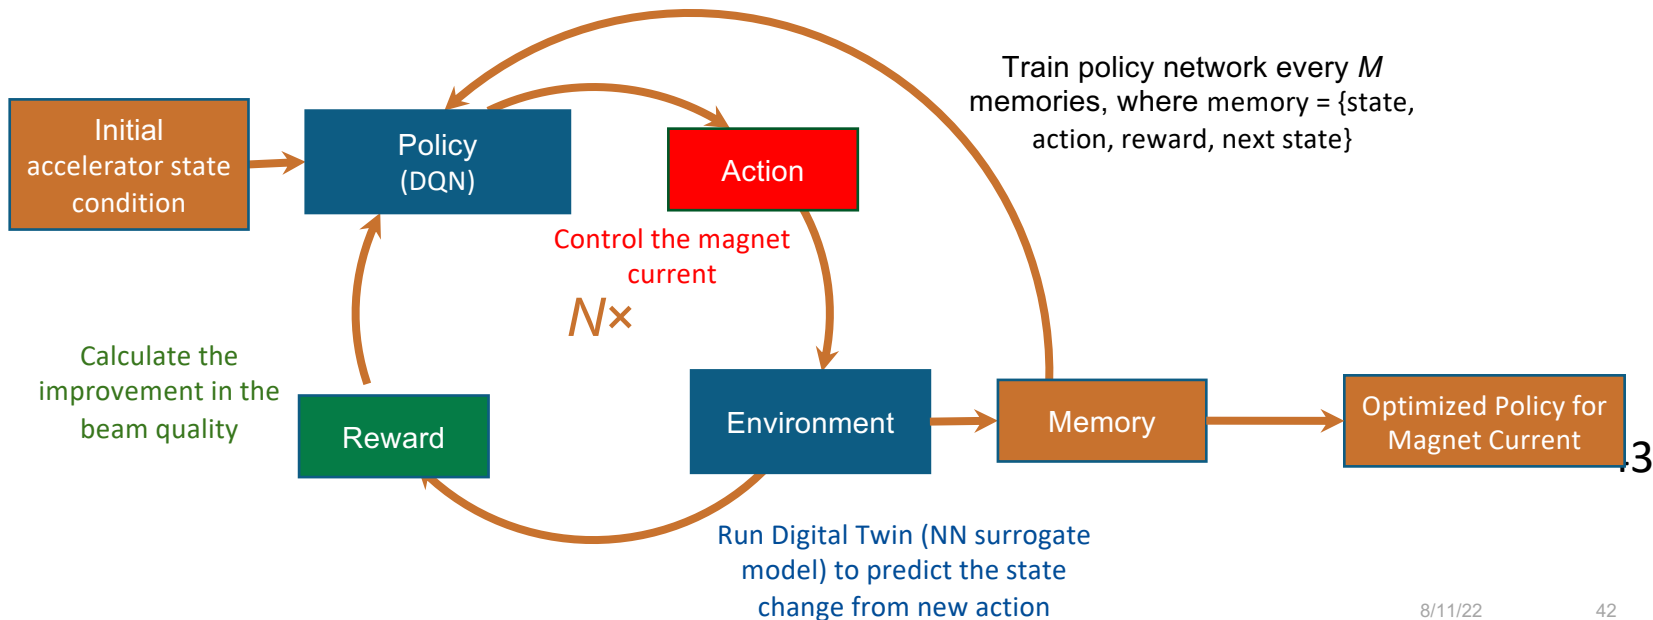 Train policy network every M
memories, where memory = {state,
action, reward, next state}
Initial
accelerator state
condition
Policy
(DQN)
Action
Control the magnet
current
N×
Calculate the
improvement in the
beam quality
Reward
Environment
Memory
Optimized Policy for
Magnet Current
3
Run Digital Twin (NN surrogate
model) to predict the state
change from new action
8/11/22
42